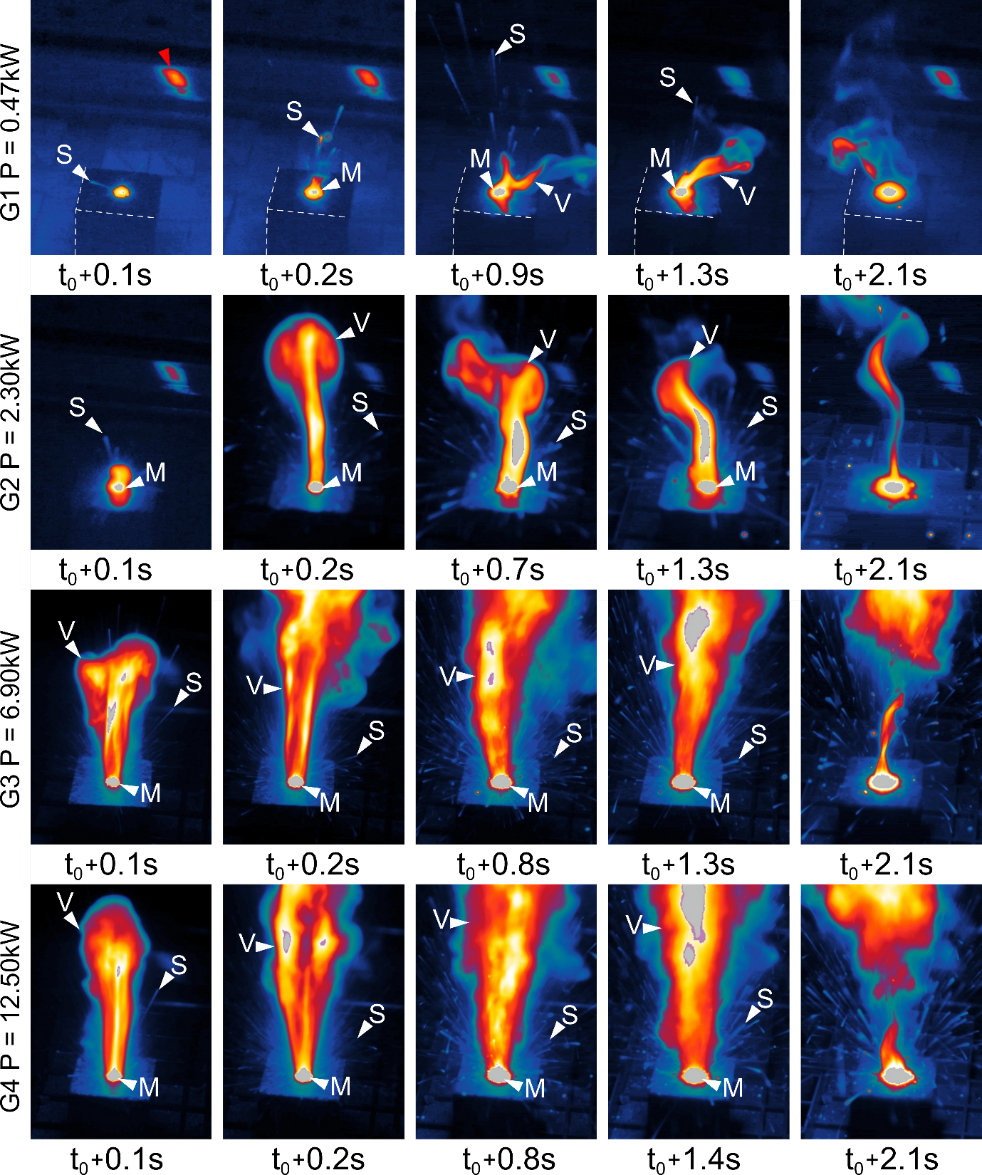 G1 P = 0.47kW
S
S
M
S
M
V
S
M
V
t₀+0.1s
t₀+0.2s
t₀+0.9s
t₀+1.3s
t₀+2.1s
G2 P = 2.30kW
S
M
V
S
M
V
S
M
V
S
M
t₀+0.1s
t₀+0.2s
t₀+0.7s
t₀+1.3s
t₀+2.1s
G3 P = 6.90kW
V
S
M
V
S
M
V
S
M
V
S
M
t₀+0.1s
t₀+0.2s
t₀+0.8s
t₀+1.3s
t₀+2.1s
G4 P = 12.50kW
V
S
M
V
S
M
V
S
M
V
S
M
t₀+0.1s
t₀+0.2s
t₀+0.8s
t₀+1.4s
t₀+2.1s